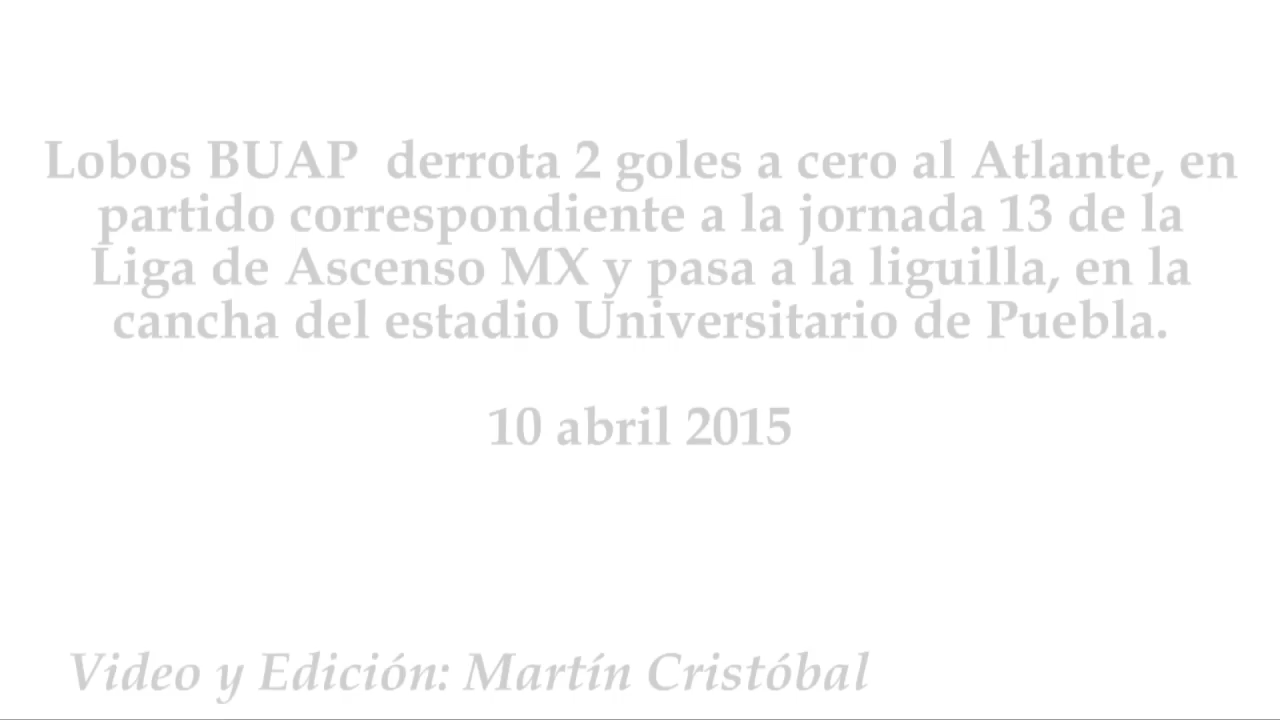 Lobos BUAP  derrota 2 goles a cero al Atlante, en
partido correspondiente a la jornada 13 de la
Liga de Ascenso MX y pasa a la liguilla, en la
cancha del estadio Universitario de Puebla.
10 abril 2015
Video y Edición: Martín Cristóbal